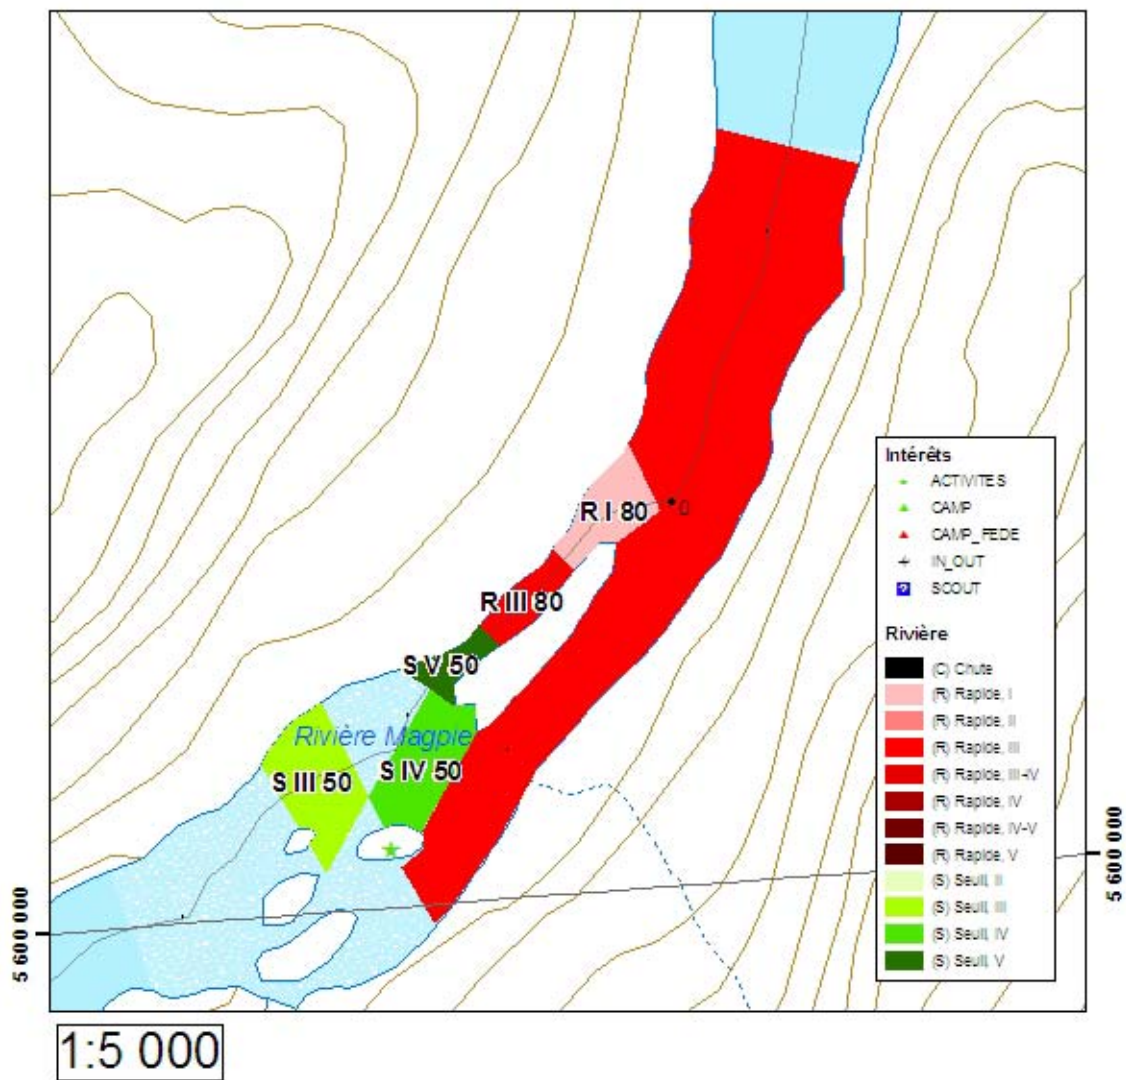 R I 80
0
R III 80
S V 50
Rivière Magpie
S IV 50
S III 50
Intérêts
ACTIVITES
CAMP
CAMP_FEDE
IN_OUT
SCOUT
Rivière
(C) Chute
(R) Rapide, I
(R) Rapide, II
(R) Rapide, III
(R) Rapide, III-IV
(R) Rapide, IV
(R) Rapide, IV-V
(R) Rapide, V
(S) Seuil, II
(S) Seuil, III
(S) Seuil, IV
(S) Seuil, V
5 600 000
5 600 000
1:5 000